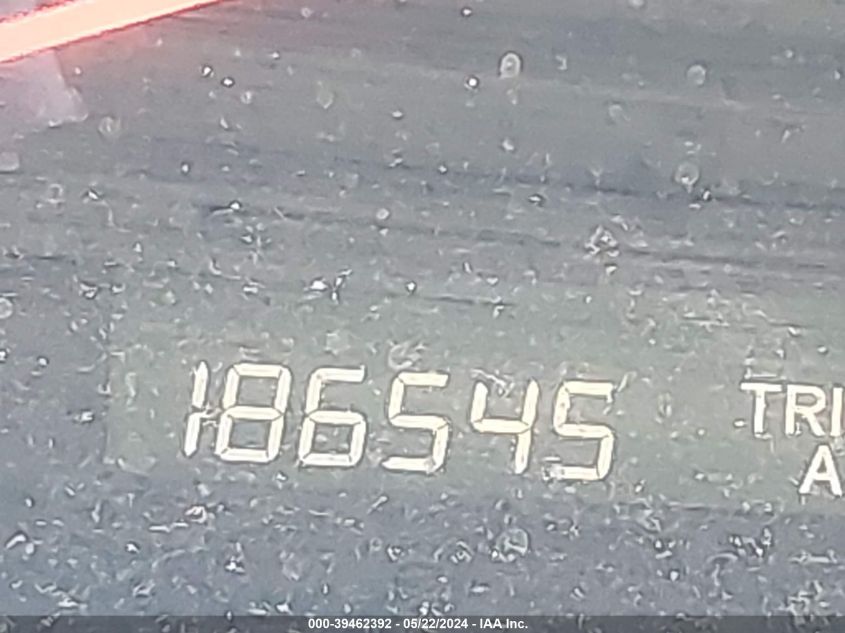 186545
TRI
A
000-39462392 - 05/22/2024 - IAA Inc.